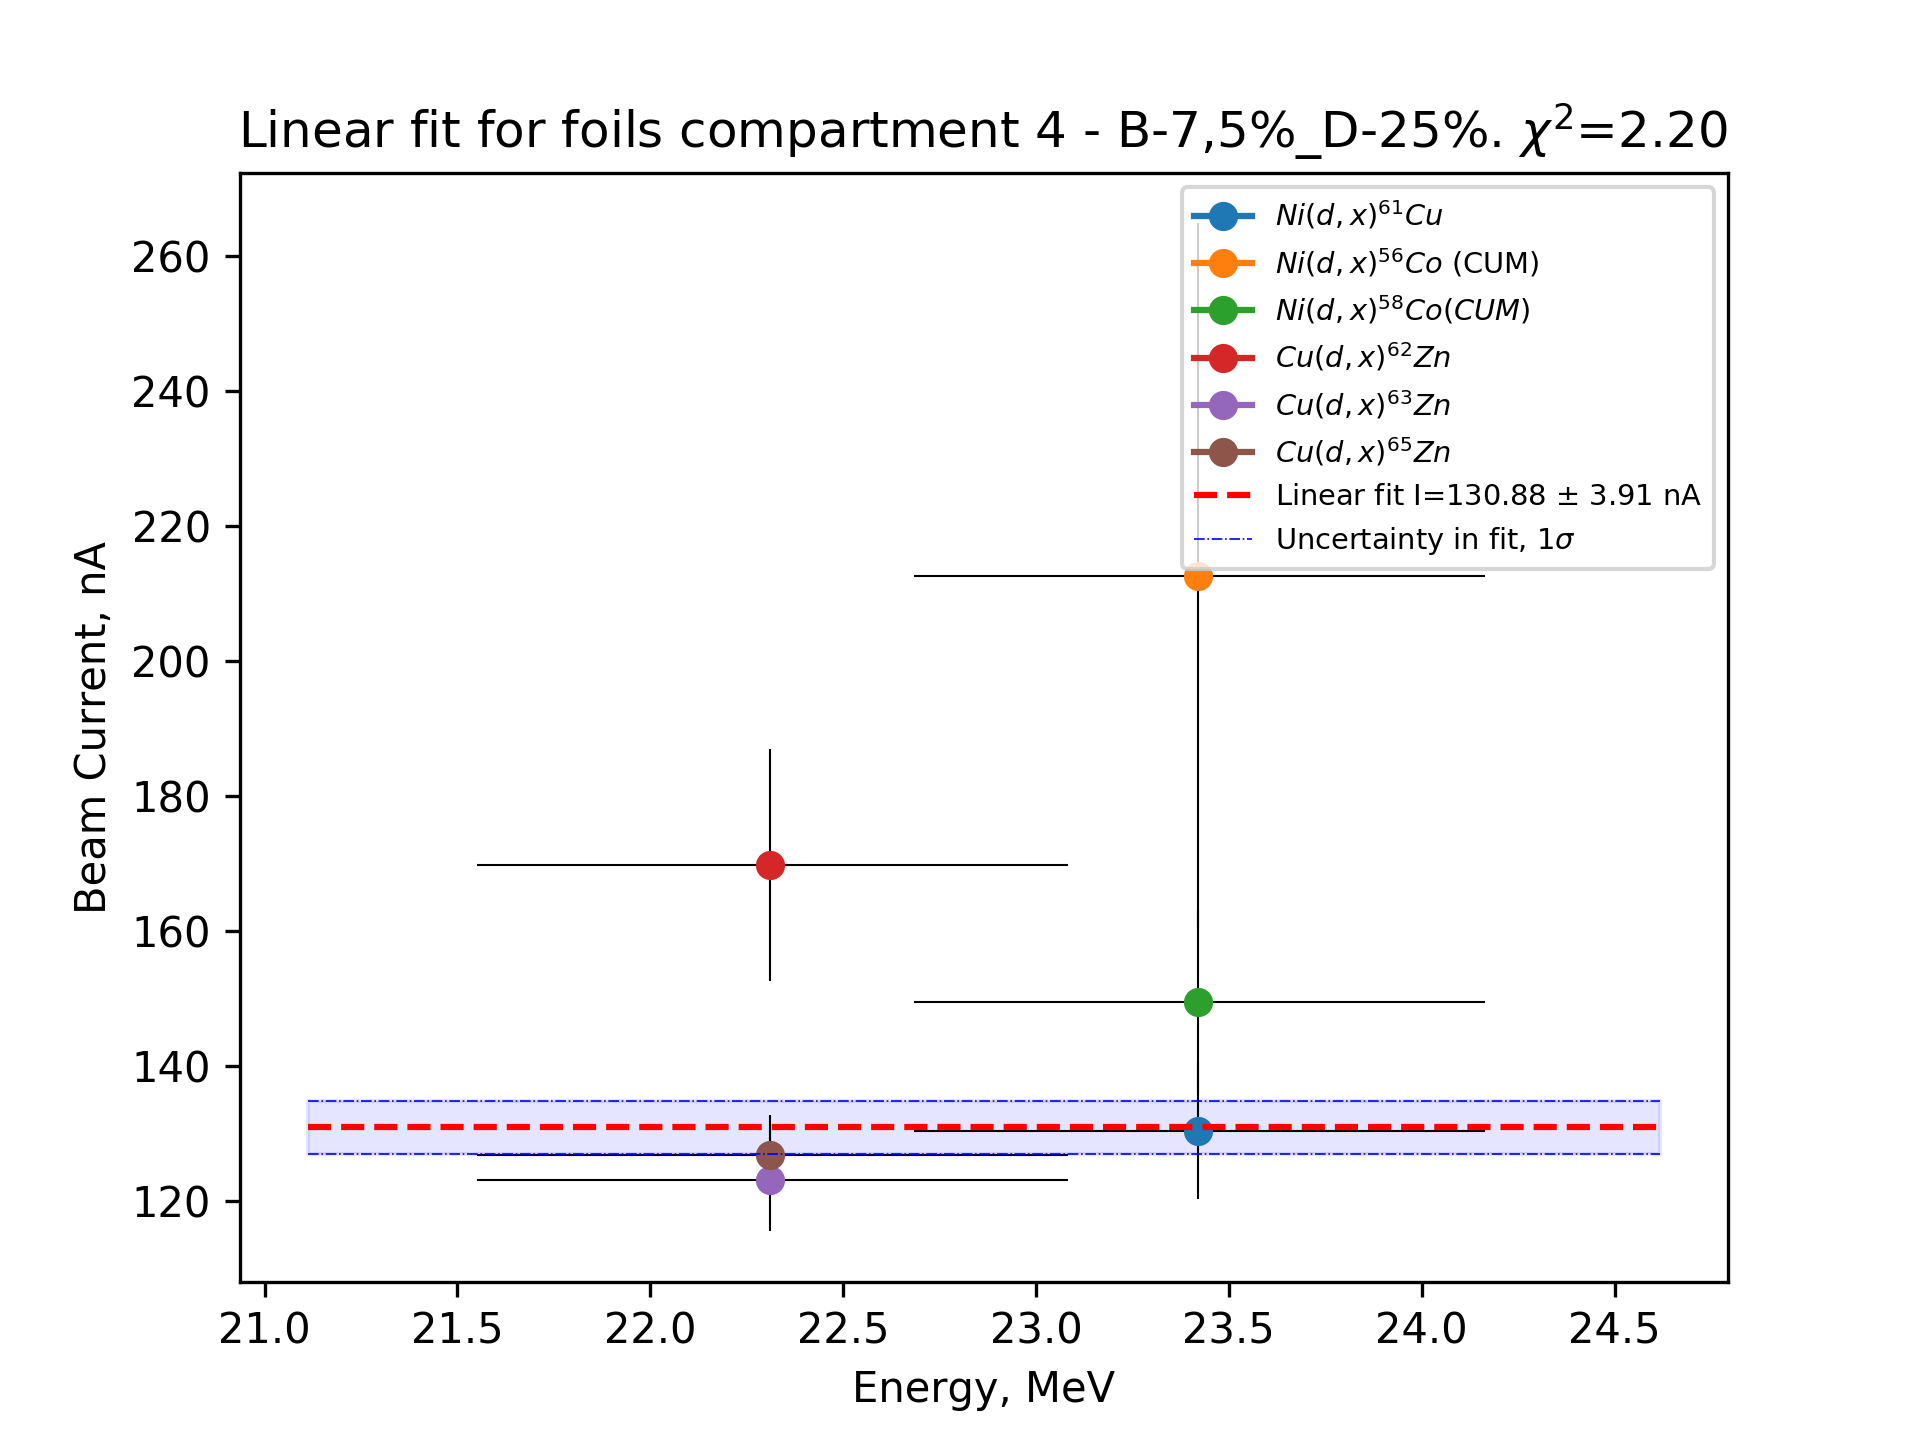 Linear fit for foils compartment 4 - B-7,5%_D-25%. χ²=2.20
Ni(d, x)⁶¹Cu
Ni(d, x)⁵⁶Co (CUM)
Ni(d, x)⁵⁸Co(CUM)
Cu(d, x)⁶²Zn
Cu(d, x)⁶³Zn
Cu(d, x)⁶⁵Zn
Linear fit I=130.88 ± 3.91 nA
Uncertainty in fit, 1σ
Beam Current, nA
260
240
220
200
180
160
140
120
21.0 21.5 22.0 22.5 23.0 23.5 24.0 24.5
Energy, MeV